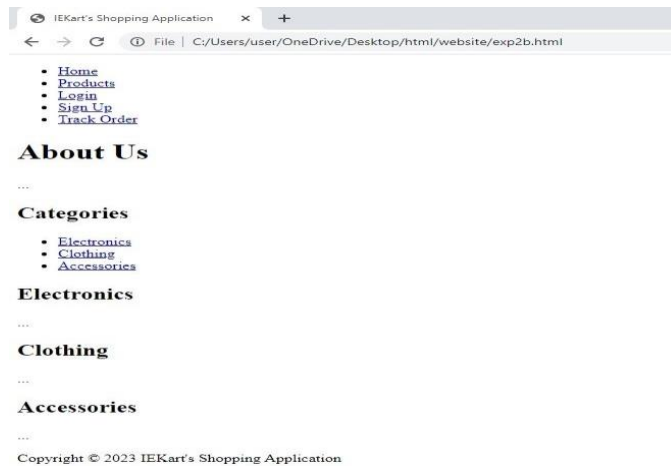 IEKart's Shopping Application
File | C:/Users/user/OneDrive/Desktop/html/website/exp2b.html
Home
Products
Login
Sign Up
Track Order
About Us
...
Categories
Electronics
Clothing
Accessories
Electronics
...
Clothing
...
Accessories
...
Copyright © 2023 IEKart's Shopping Application